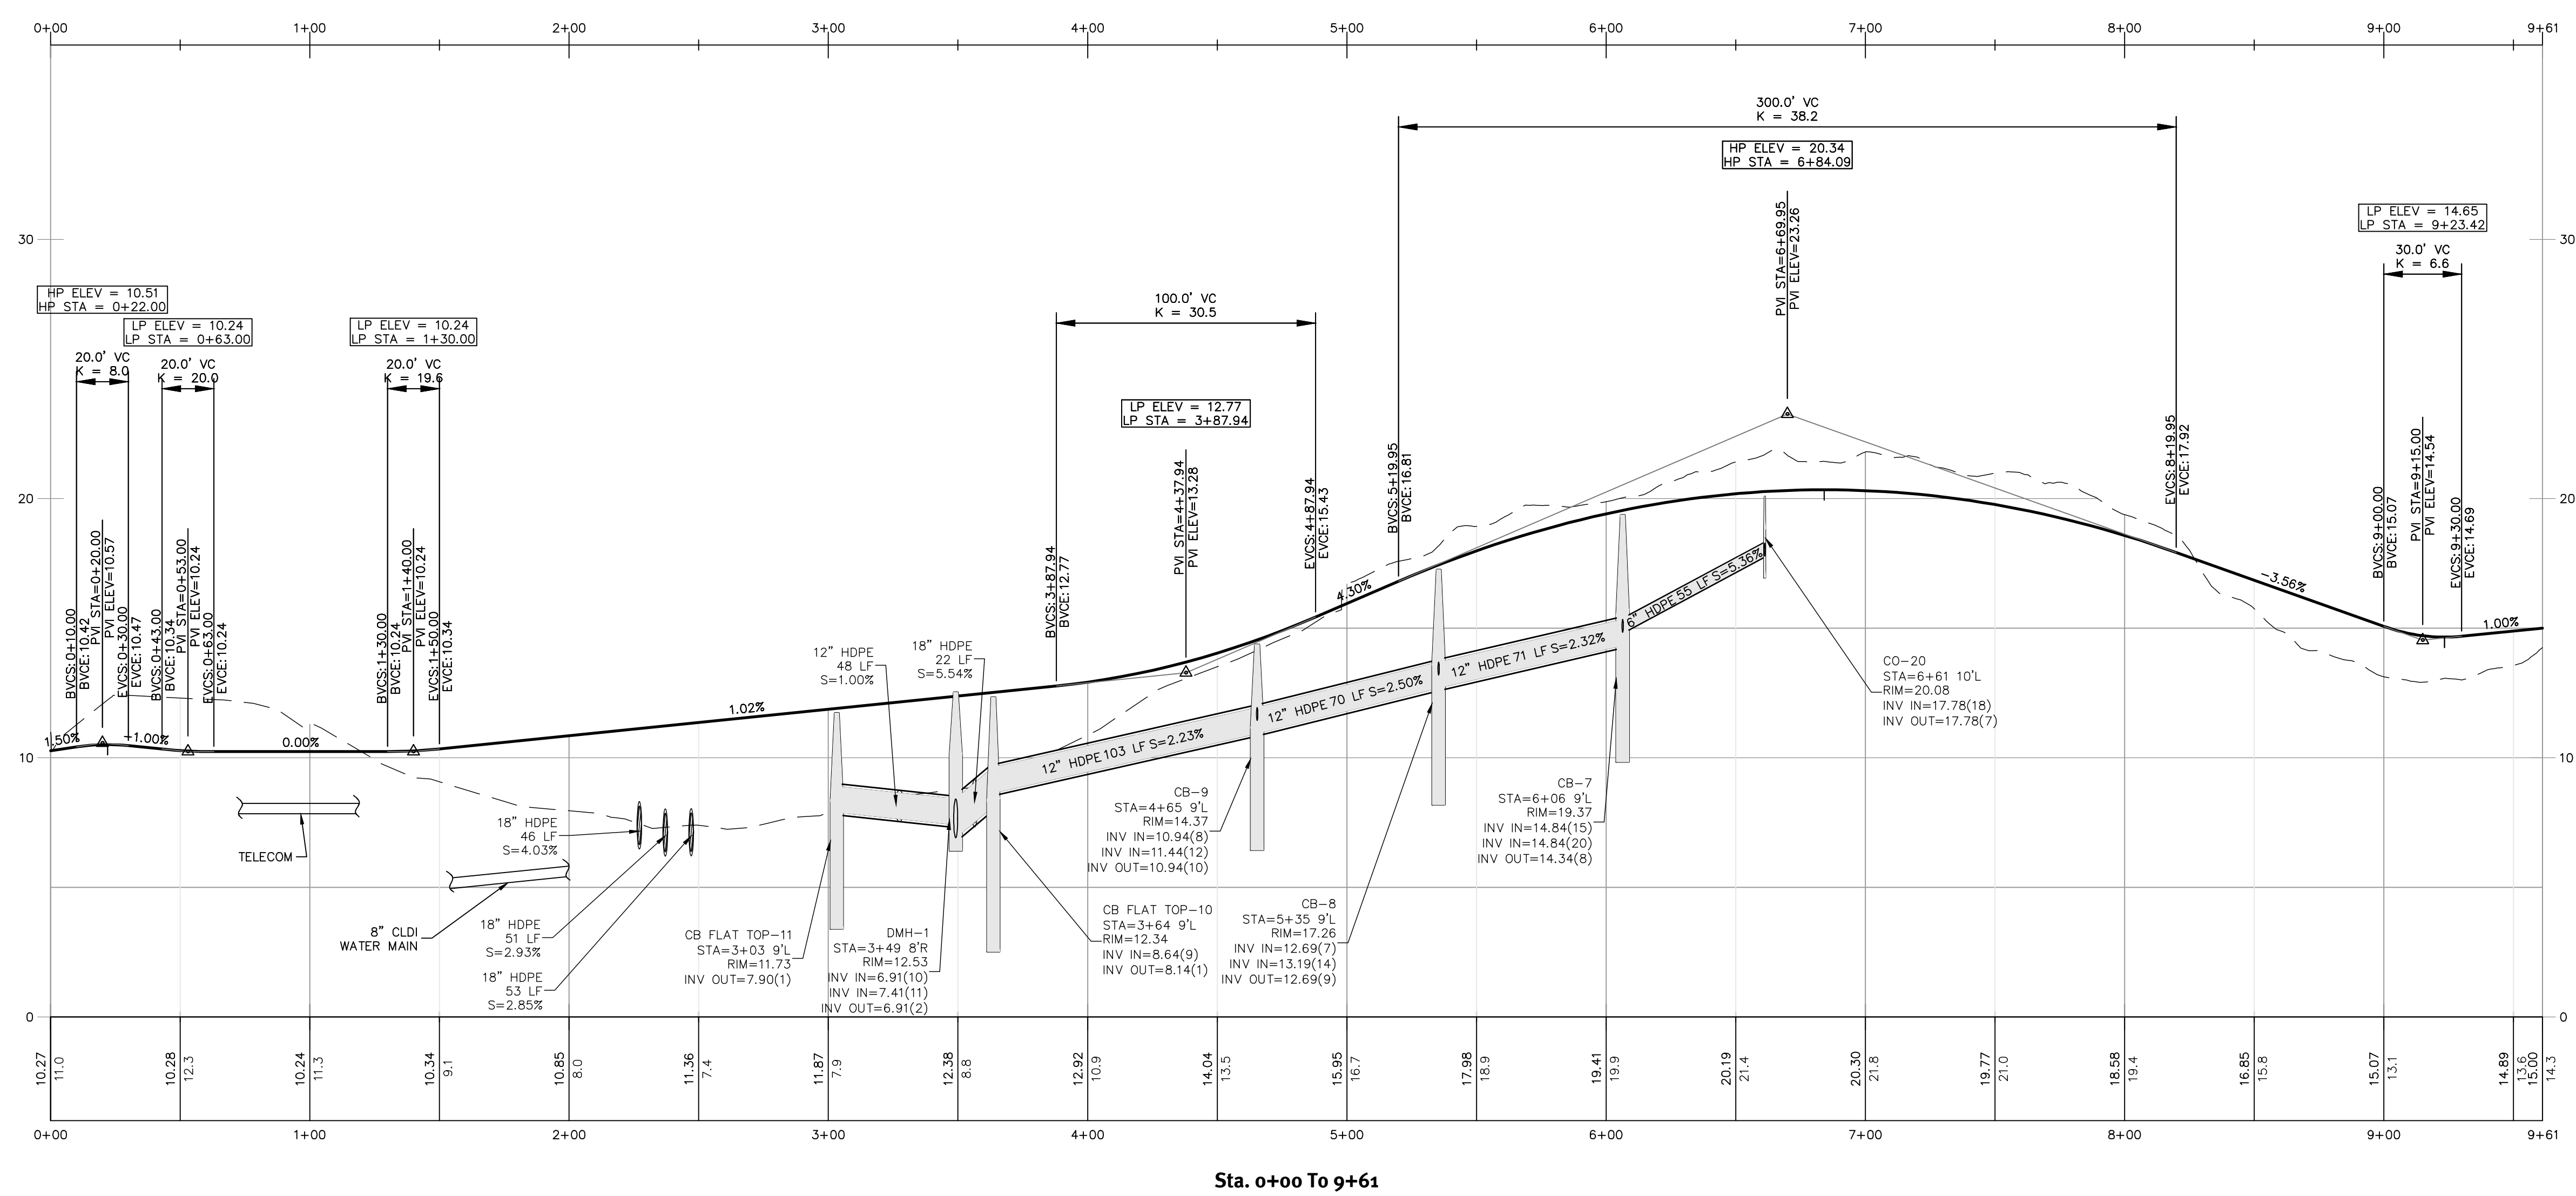 0+00 1+00 2+00 3+00 4+00 5+00 6+00 7+00 8+00 9+00 9+61
300.0' VC
K = 38.2
HP ELEV = 20.34
HP STA = 6+84.09
PVI STA=6+69.95
PVI ELEV=23.26
LP ELEV = 14.65
LP STA = 9+23.42
30.0' VC
K = 6.6
30
30
HP ELEV = 10.51
HP STA = 0+22.00
LP ELEV = 10.24
LP STA = 0+63.00
LP ELEV = 10.24
LP STA = 1+30.00
20.0' VC
K = 8.0
20.0' VC
K = 20.0
20.0' VC
K = 19.6
100.0' VC
K = 30.5
LP ELEV = 12.77
LP STA = 3+87.94
20
20
BVCS: 0+10.00
BVCE: 10.42
PVI STA=0+20.00
PVI ELEV=10.57
EVCS: 0+30.00
EVCE: 10.47
BVCS: 0+43.00
BVCE: 10.34
PVI STA=0+53.00
PVI ELEV=10.24
EVCS: 0+63.00
EVCE: 10.24
BVCS: 1+30.00
BVCE: 10.24
PVI STA=1+40.00
PVI ELEV=10.24
EVCS: 1+50.00
EVCE: 10.34
BVCS: 3+87.94
BVCE: 12.77
PVI STA=4+37.94
PVI ELEV=13.28
EVCS: 4+87.94
EVCE: 15.43
BVCS: 5+19.95
BVCE: 16.81
EVCS: 8+19.95
EVCE: 17.92
BVCS: 9+00.00
BVCE: 15.07
PVI STA=9+15.00
PVI ELEV=14.54
EVCS: 9+30.00
EVCE: 14.69
1.50%
-1.00%
0.00%
1.02%
4.30%
-3.56%
1.00%
10
10
12" HDPE
48 LF
S=1.00%
18" HDPE
22 LF
S=5.54%
12" HDPE 103 LF S=2.23%
12" HDPE 70 LF S=2.50%
12" HDPE 71 LF S=2.32%
6" HDPE 55 LF S=5.36%
CO-20
STA=6+61 10'L
RIM=20.08
INV IN=17.78(18)
INV OUT=17.78(7)
CB-7
STA=6+06 9'L
RIM=19.37
INV IN=14.84(15)
INV IN=14.84(20)
INV OUT=14.34(8)
CB-9
STA=4+65 9'L
RIM=14.37
INV IN=10.94(8)
INV IN=11.44(12)
INV OUT=10.94(10)
TELECOM
18" HDPE
46 LF
S=4.03%
8" CLDI
WATER MAIN
18" HDPE
51 LF
S=2.93%
18" HDPE
53 LF
S=2.85%
CB FLAT TOP-11
STA=3+03 9'L
RIM=11.73
INV OUT=7.90(1)
DMH-1
STA=3+49 8'R
RIM=12.53
INV IN=6.91(10)
INV IN=7.41(11)
INV OUT=6.91(2)
CB FLAT TOP-10
STA=3+64 9'L
RIM=12.34
INV IN=8.64(9)
INV OUT=8.14(1)
CB-8
STA=5+35 9'L
RIM=17.26
INV IN=12.69(7)
INV IN=13.19(14)
INV OUT=12.69(9)
0
0
10.27
11.0
10.28
12.3
10.24
11.3
10.34
9.1
10.85
8.0
11.36
7.4
11.87
7.9
12.38
8.8
12.92
10.9
14.04
13.5
15.95
16.7
17.98
18.9
19.41
19.9
20.19
21.4
20.30
21.8
19.77
21.0
18.58
19.4
16.85
15.8
15.07
13.1
14.89
13.6
15.00
14.3
0+00 1+00 2+00 3+00 4+00 5+00 6+00 7+00 8+00 9+00 9+61
Sta. 0+00 To 9+61